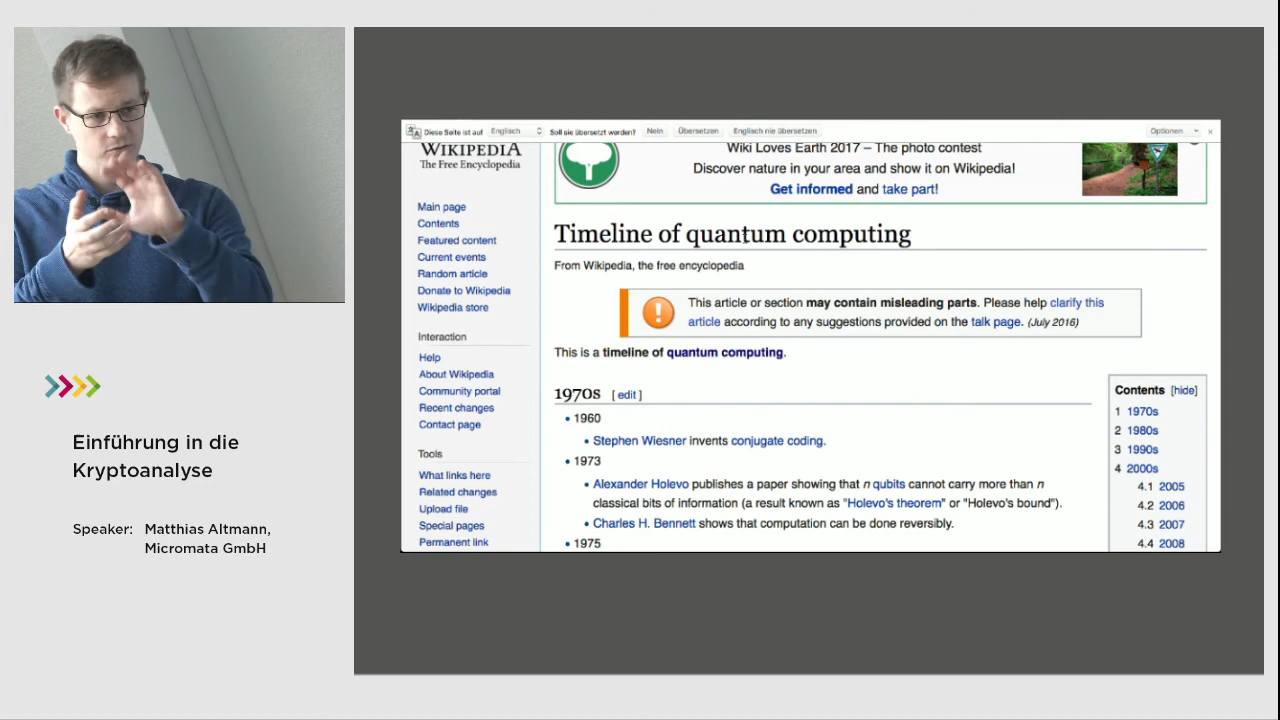 Einführung in die
Kryptoanalyse
Speaker: Matthias Altmann,
Micromata GmbH
Diese Seite ist auf Englisch Soll sie übersetzt werden? Nein Übersetzen Englisch nie übersetzen Optionen
WIKIPEDIA
The Free Encyclopedia
Main page
Contents
Featured content
Current events
Random article
Donate to Wikipedia
Wikipedia store
Interaction
Help
About Wikipedia
Community portal
Recent changes
Contact page
Tools
What links here
Related changes
Upload file
Special pages
Permanent link
Wiki Loves Earth 2017 – The photo contest
Discover nature in your area and show it on Wikipedia!
Get informed and take part!
Timeline of quantum computing
From Wikipedia, the free encyclopedia
This article or section may contain misleading parts. Please help clarify this
article according to any suggestions provided on the talk page. (July 2016)
This is a timeline of quantum computing.
1970s [edit]
• 1960
• Stephen Wiesner invents conjugate coding.
• 1973
• Alexander Holevo publishes a paper showing that n qubits cannot carry more than n
classical bits of information (a result known as "Holevo's theorem" or "Holevo's bound").
• Charles H. Bennett shows that computation can be done reversibly.
• 1975
Contents [hide]
1 1970s
2 1980s
3 1990s
4 2000s
4.1 2005
4.2 2006
4.3 2007
4.4 2008